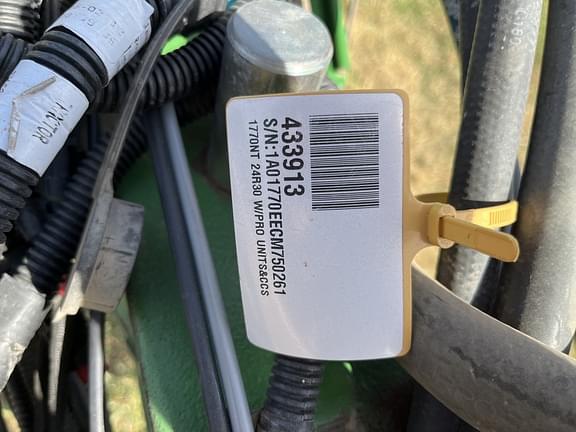 433913
S/N:1A01770EECM750261
1770NT 24R30 W/PRO UNITS&CCS